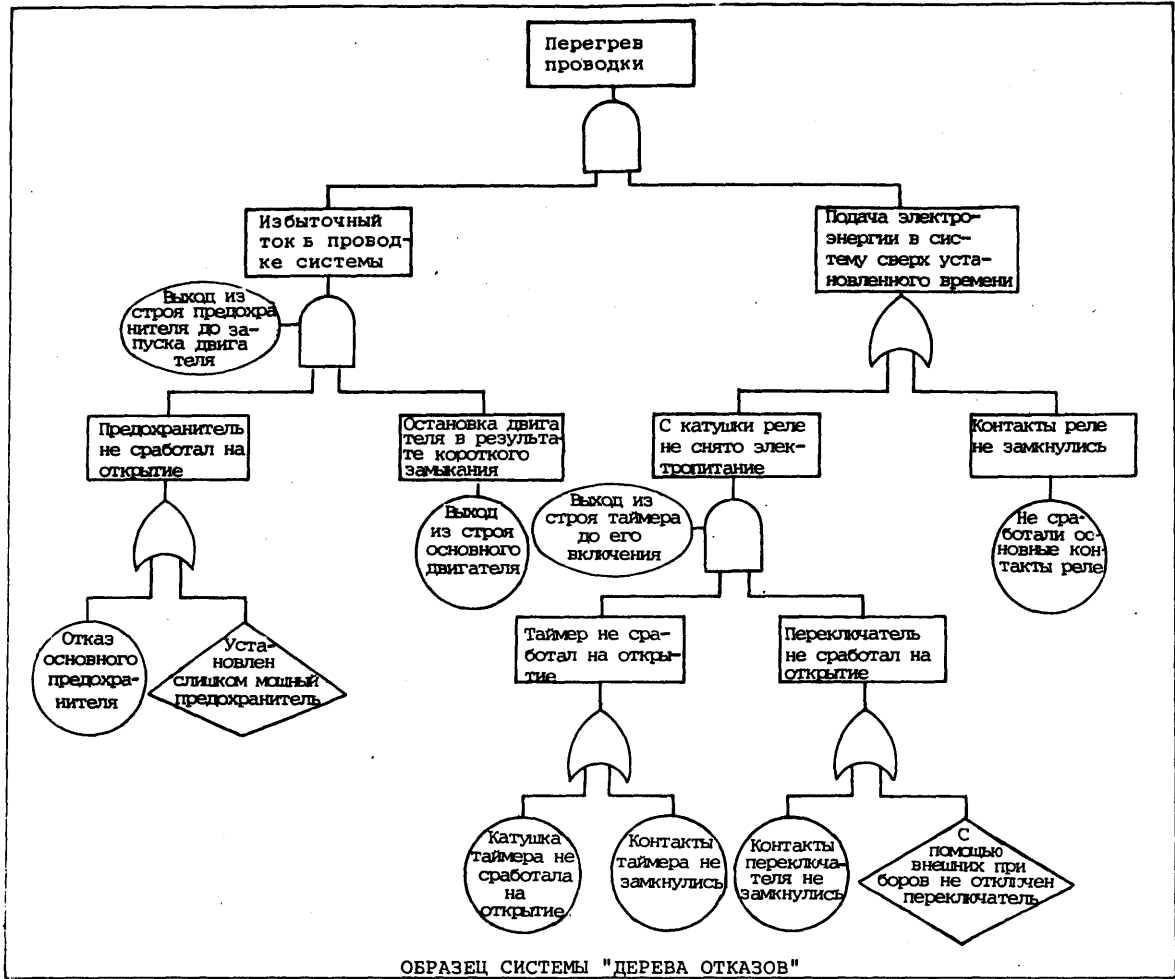 Перегрев
проводки
Избыточный
ток в провод-
ке системы
Подача электро-
энергии в сис-
тему сверх уста-
новленного времени
Выход из
строя предохра
нителя до за-
пуска двига
теля
Предохранитель
не сработал на
открытие
Остановка двига
теля в результа-
те короткого
замыкания
С катушки реле
не снято элек-
тропитание
Контакты реле
не замкнулись
Выход
из строя
основного
двигателя
Выход из
строя таймера
до его
включения
Не сра-
ботали ос-
новные кон-
такты реле
Отказ
основного
предохра-
нителя
Уста-
новлен
слишком мощный
предохранитель
Таймер не сра-
ботал на откры-
тие
Переключатель
не сработал на
открытие
Катушка
таймера не
сработала
на
открытие
Контакты
таймера не
замкнулись
Контакты
переключа-
теля не
замкнулись
С
помощью
внешних при
боров не отключен
переключатель
ОБРАЗЕЦ СИСТЕМЫ "ДЕРЕВА ОТКАЗОВ"